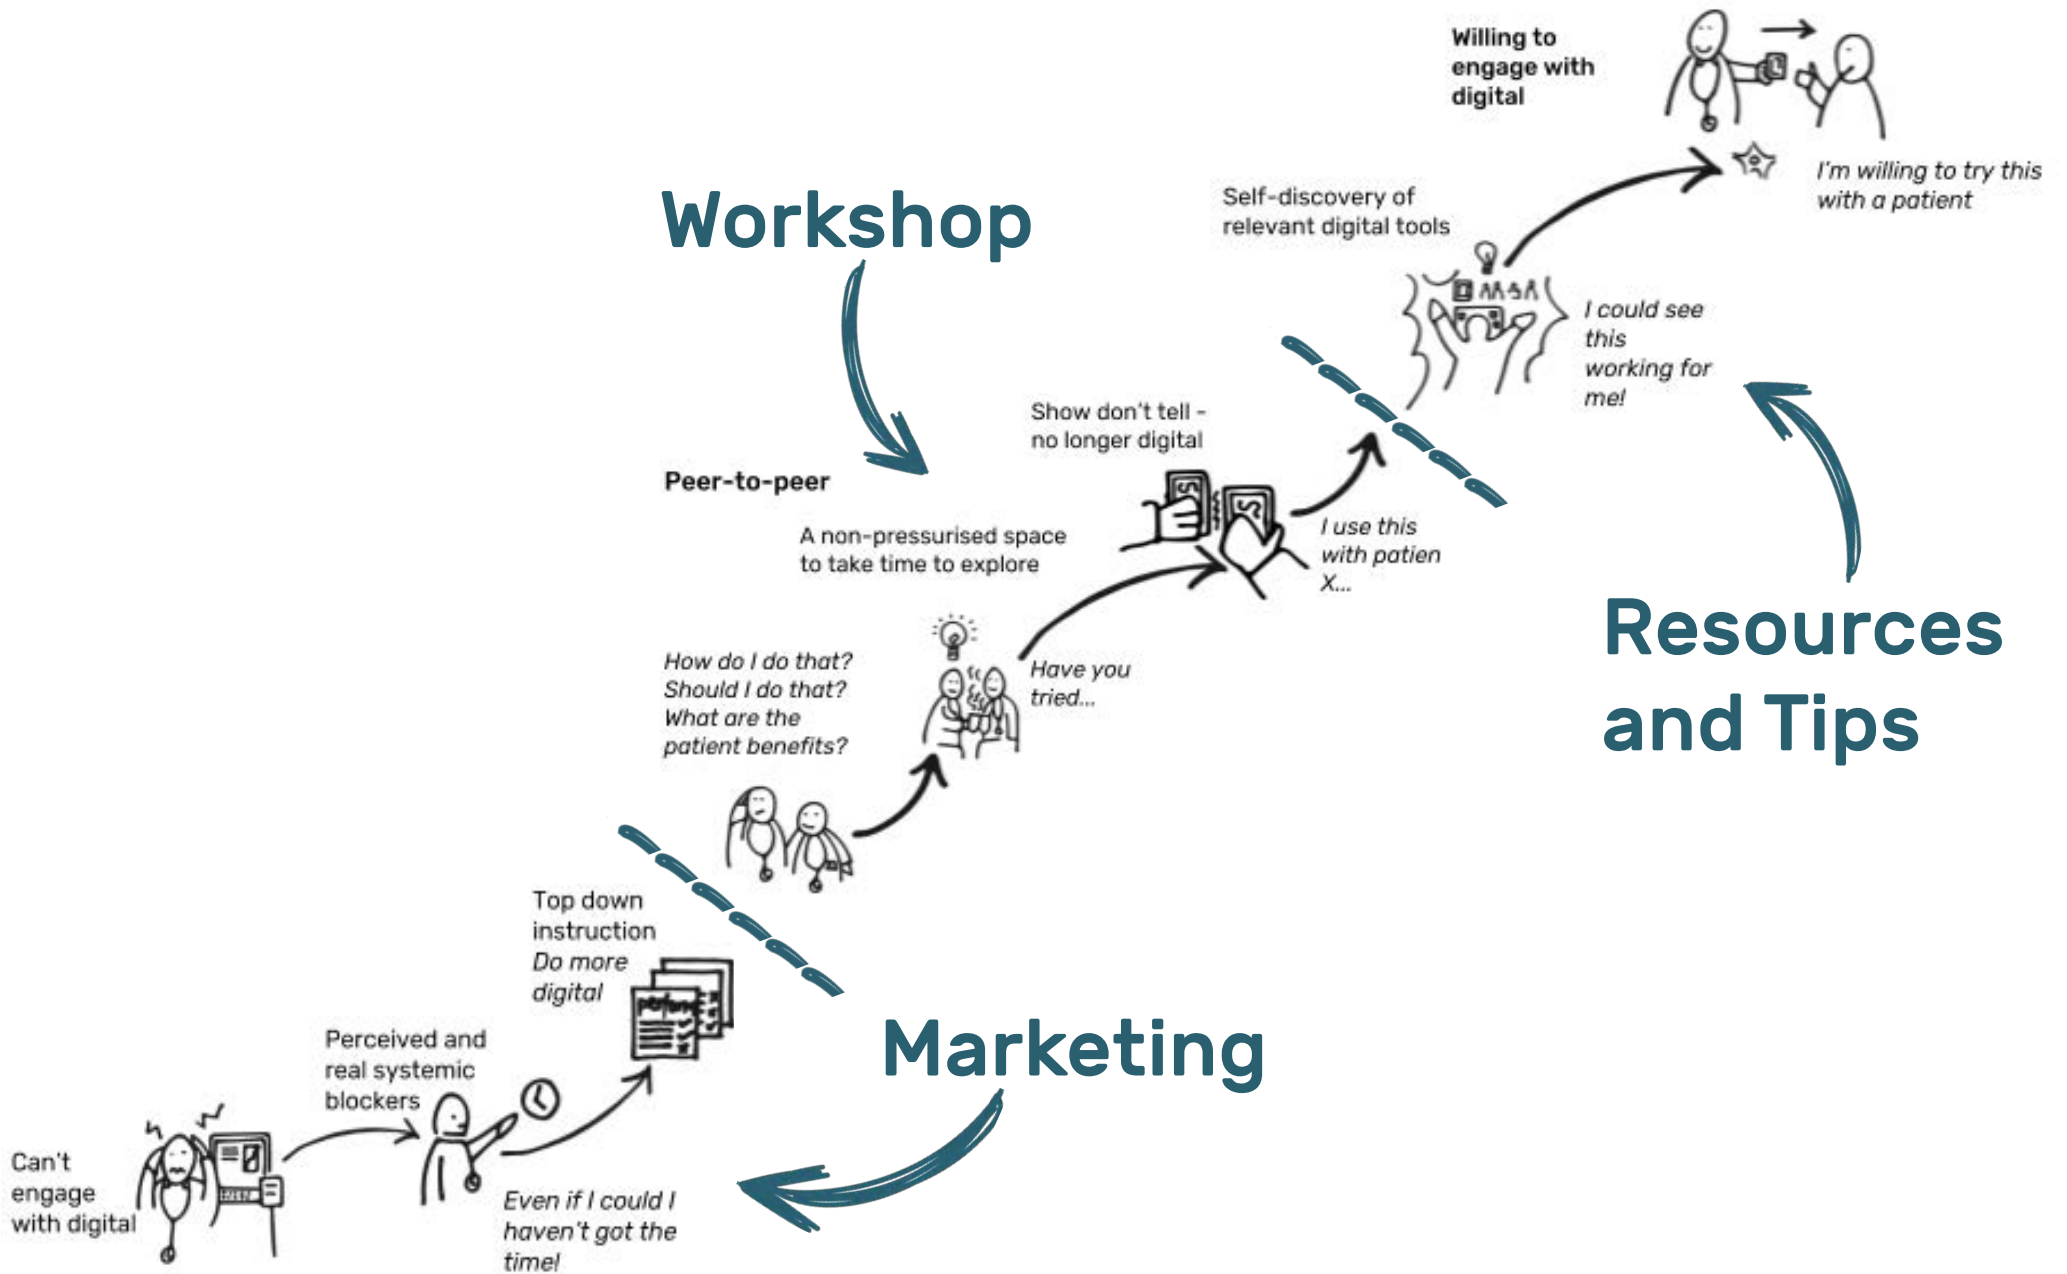 Willing to
engage with
digital
I'm willing to try this
with a patient
Self-discovery of
relevant digital tools
I could see
this
working for
me!
Workshop
Show don't tell -
no longer digital
Peer-to-peer
A non-pressurised space
to take time to explore
I use this
with patien
X...
Resources
and Tips
How do I do that?
Should I do that?
What are the
patient benefits?
Have you
tried...
Top down
instruction
Do more
digital
Marketing
Perceived and
real systemic
blockers
Can't
engage
with digital
Even if I could I
haven't got the
time!